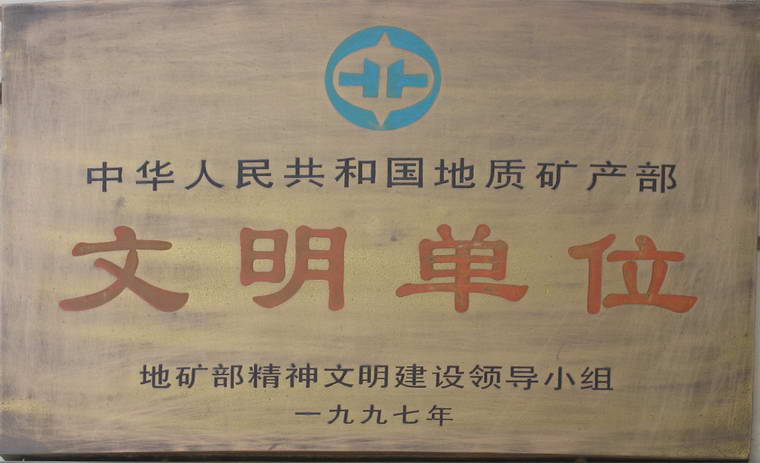 中华人民共和国地质矿产部
文明单位
地矿部精神文明建设领导小组
一九九七年